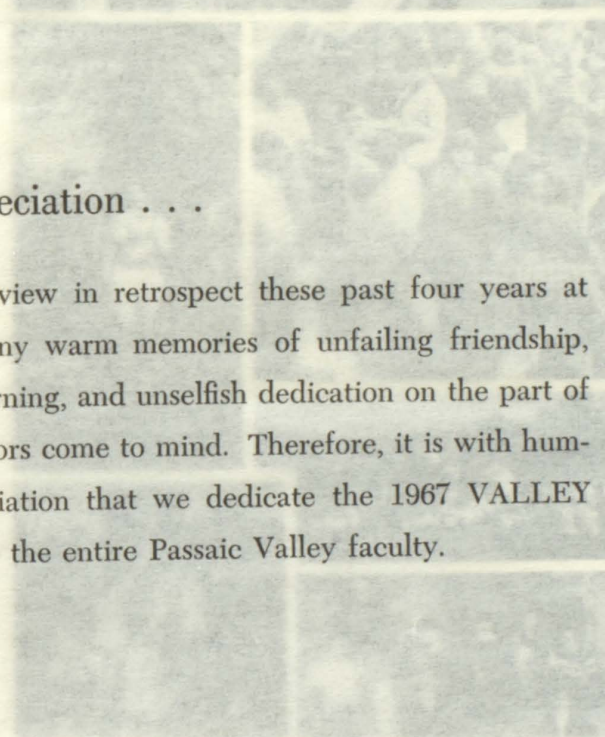 eciation . . .
view in retrospect these past four years at
ny warm memories of unfailing friendship,
rning, and unselfish dedication on the part of
ors come to mind. Therefore, it is with hum-
iation that we dedicate the 1967 VALLEY
the entire Passaic Valley faculty.